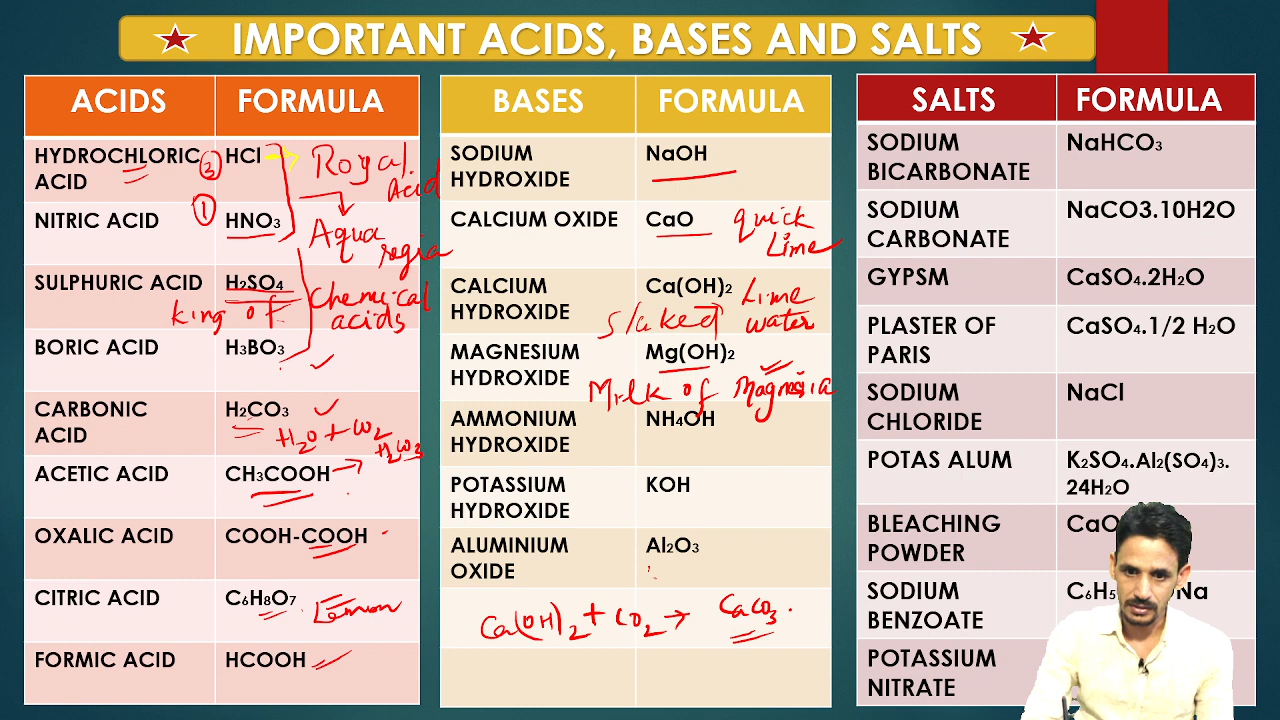 IMPORTANT ACIDS, BASES AND SALTS
ACIDS FORMULA
HYDROCHLORIC ACID HCl
NITRIC ACID HNO₃
SULPHURIC ACID H₂SO₄
BORIC ACID H₃BO₃
CARBONIC ACID H₂CO₃
ACETIC ACID CH₃COOH
OXALIC ACID COOH-COOH
CITRIC ACID C₆H₈O₇
FORMIC ACID HCOOH
③
①
Royal Acid
Aqua regia
king of chemical acids
H₂O + CO₂
H₂CO₃
Lemon
BASES FORMULA
SODIUM HYDROXIDE NaOH
CALCIUM OXIDE CaO
CALCIUM HYDROXIDE Ca(OH)₂
MAGNESIUM HYDROXIDE Mg(OH)₂
AMMONIUM HYDROXIDE NH₄OH
POTASSIUM HYDROXIDE KOH
ALUMINIUM OXIDE Al₂O₃
quick Lime
slaked Lime water
Milk of Magnesia
Ca(OH)₂ + CO₂ → CaCO₃
SALTS FORMULA
SODIUM BICARBONATE NaHCO₃
SODIUM CARBONATE NaCO3.10H2O
GYPSM CaSO₄.2H₂O
PLASTER OF PARIS CaSO₄.1/2 H₂O
SODIUM CHLORIDE NaCl
POTAS ALUM K₂SO₄.Al₂(SO₄)₃.24H₂O
BLEACHING POWDER CaO
SODIUM BENZOATE C₆H₅ Na
POTASSIUM NITRATE